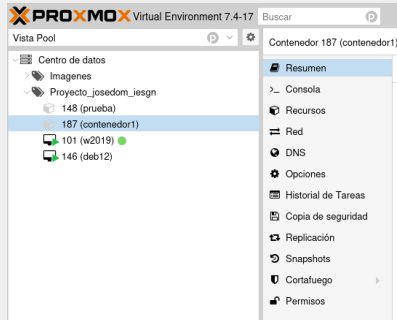 PROXMOX Virtual Environment 7.4-17 Buscar
Vista Pool
Contenedor 187 (contenedor1)
Centro de datos
Imagenes
Proyecto_josedom_iesgn
148 (prueba)
187 (contenedor1)
101 (w2019)
146 (deb12)
Resumen
>_ Consola
Recursos
Red
DNS
Opciones
Historial de Tareas
Copia de seguridad
Replicación
Snapshots
Cortafuego
Permisos